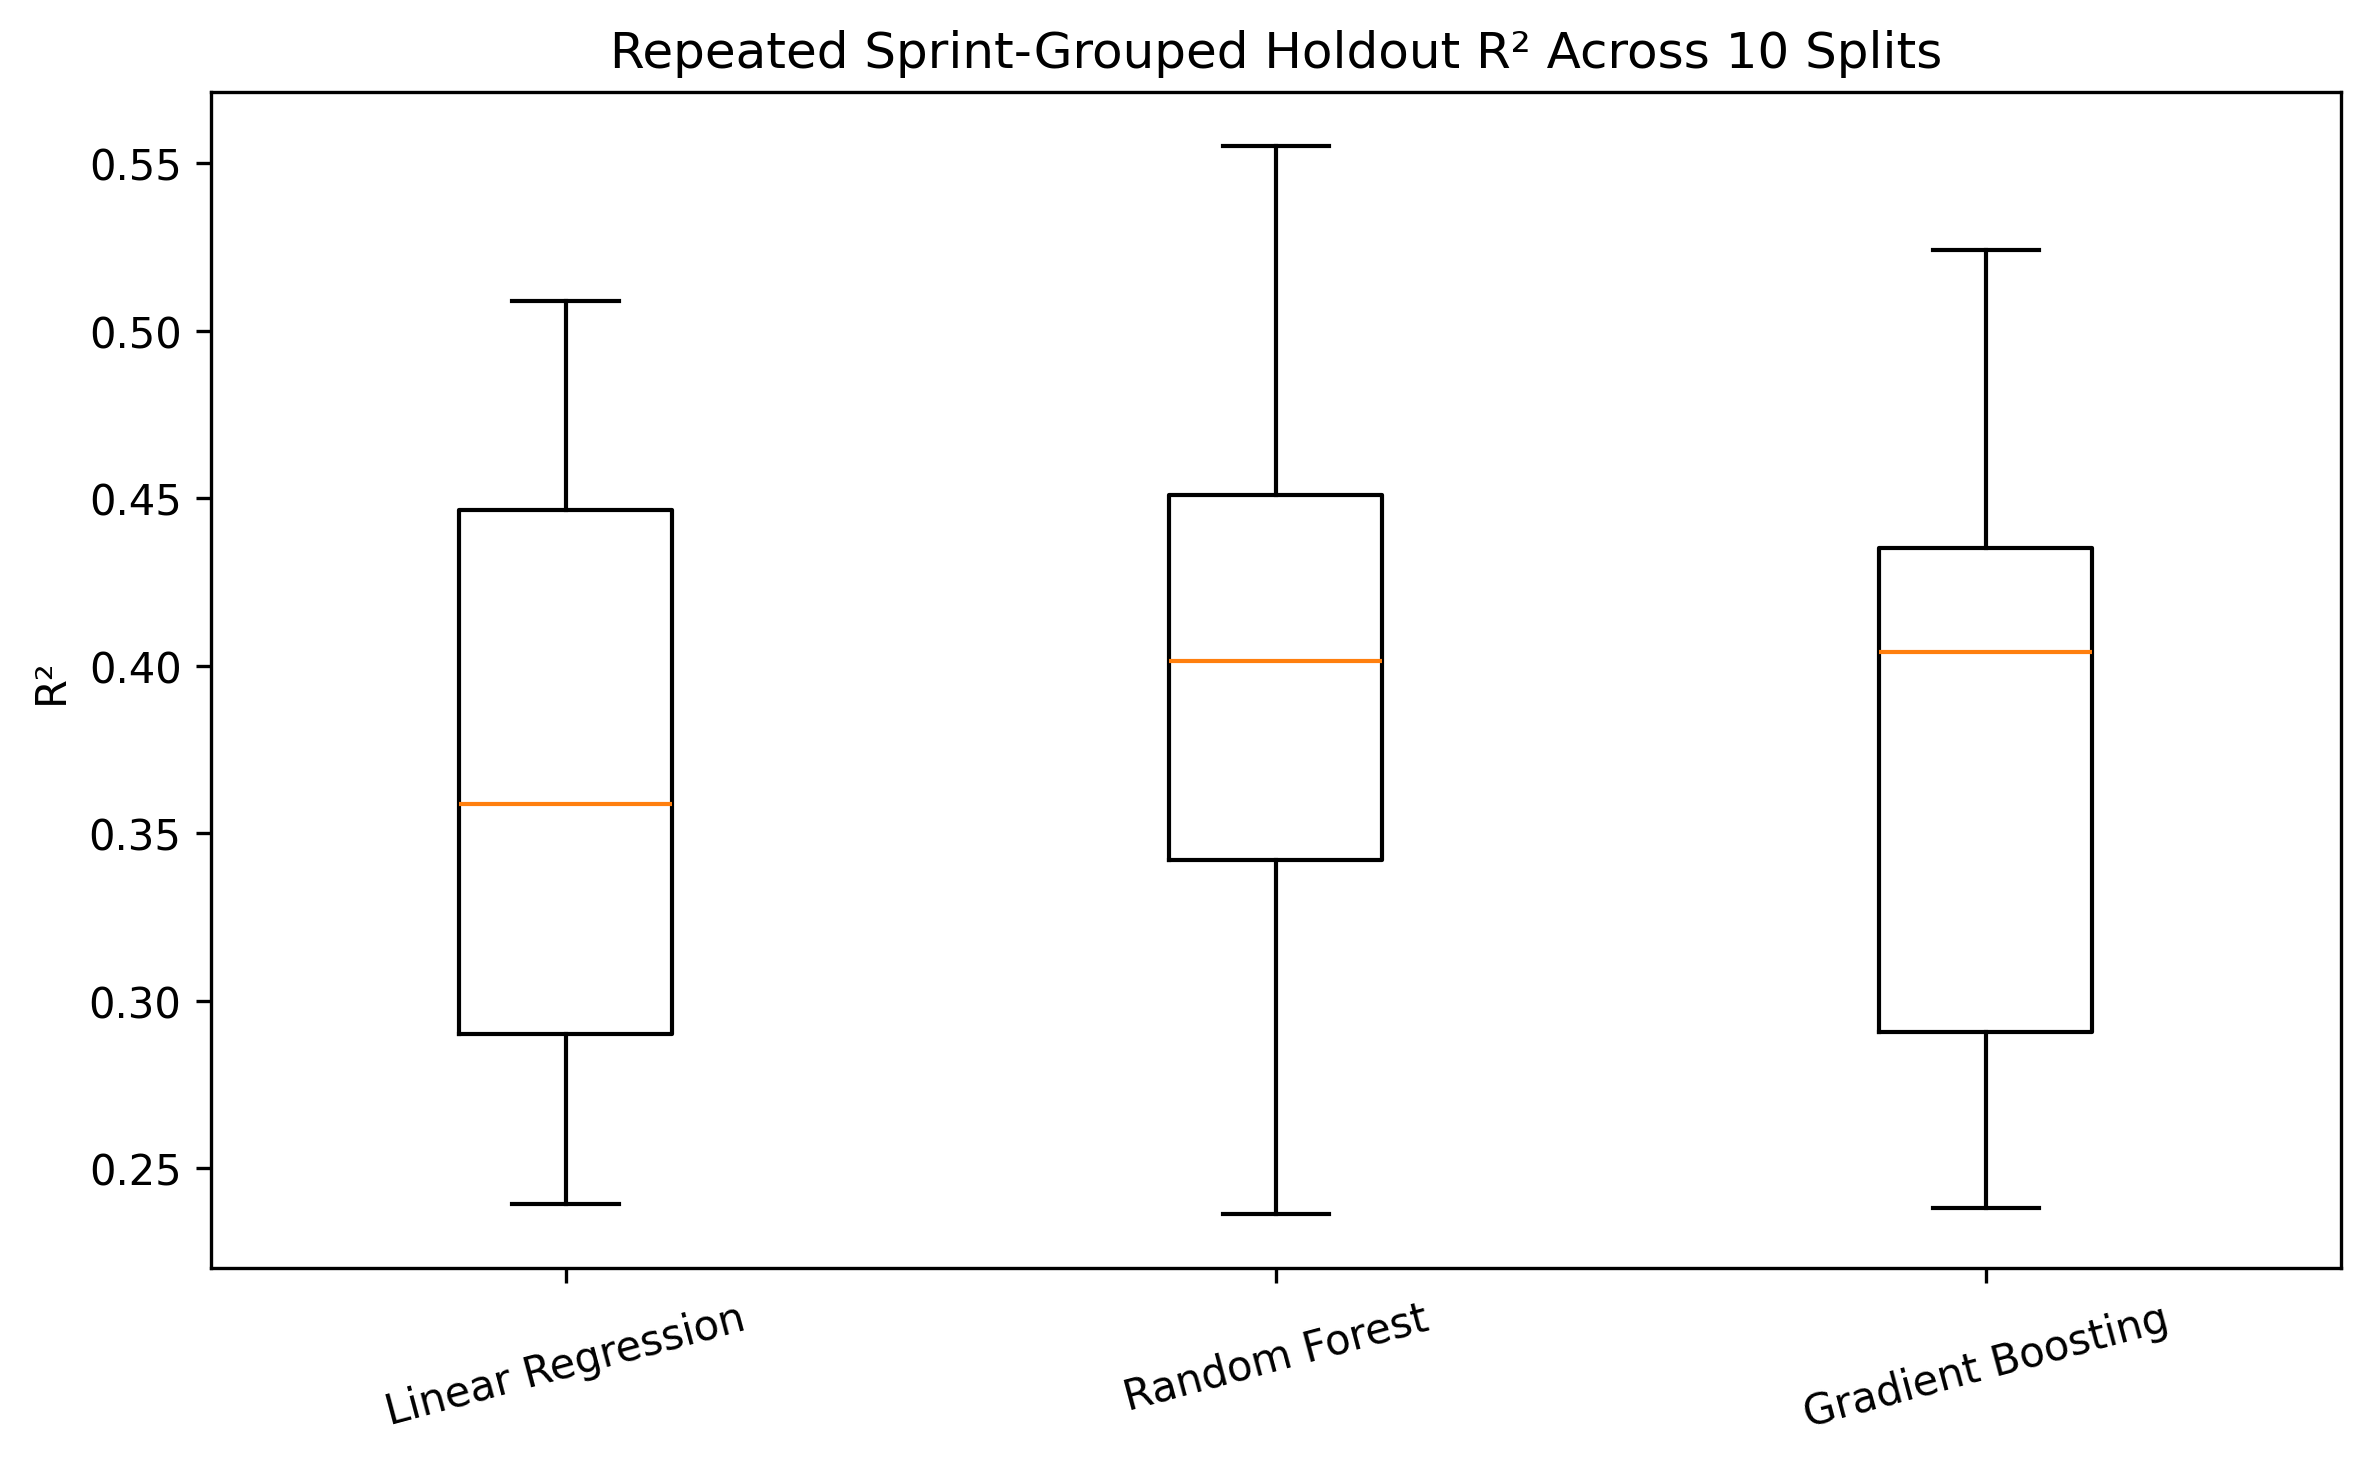 Repeated Sprint-Grouped Holdout R² Across 10 Splits
R²
0.55
0.50
0.45
0.40
0.35
0.30
0.25
Linear Regression
Random Forest
Gradient Boosting